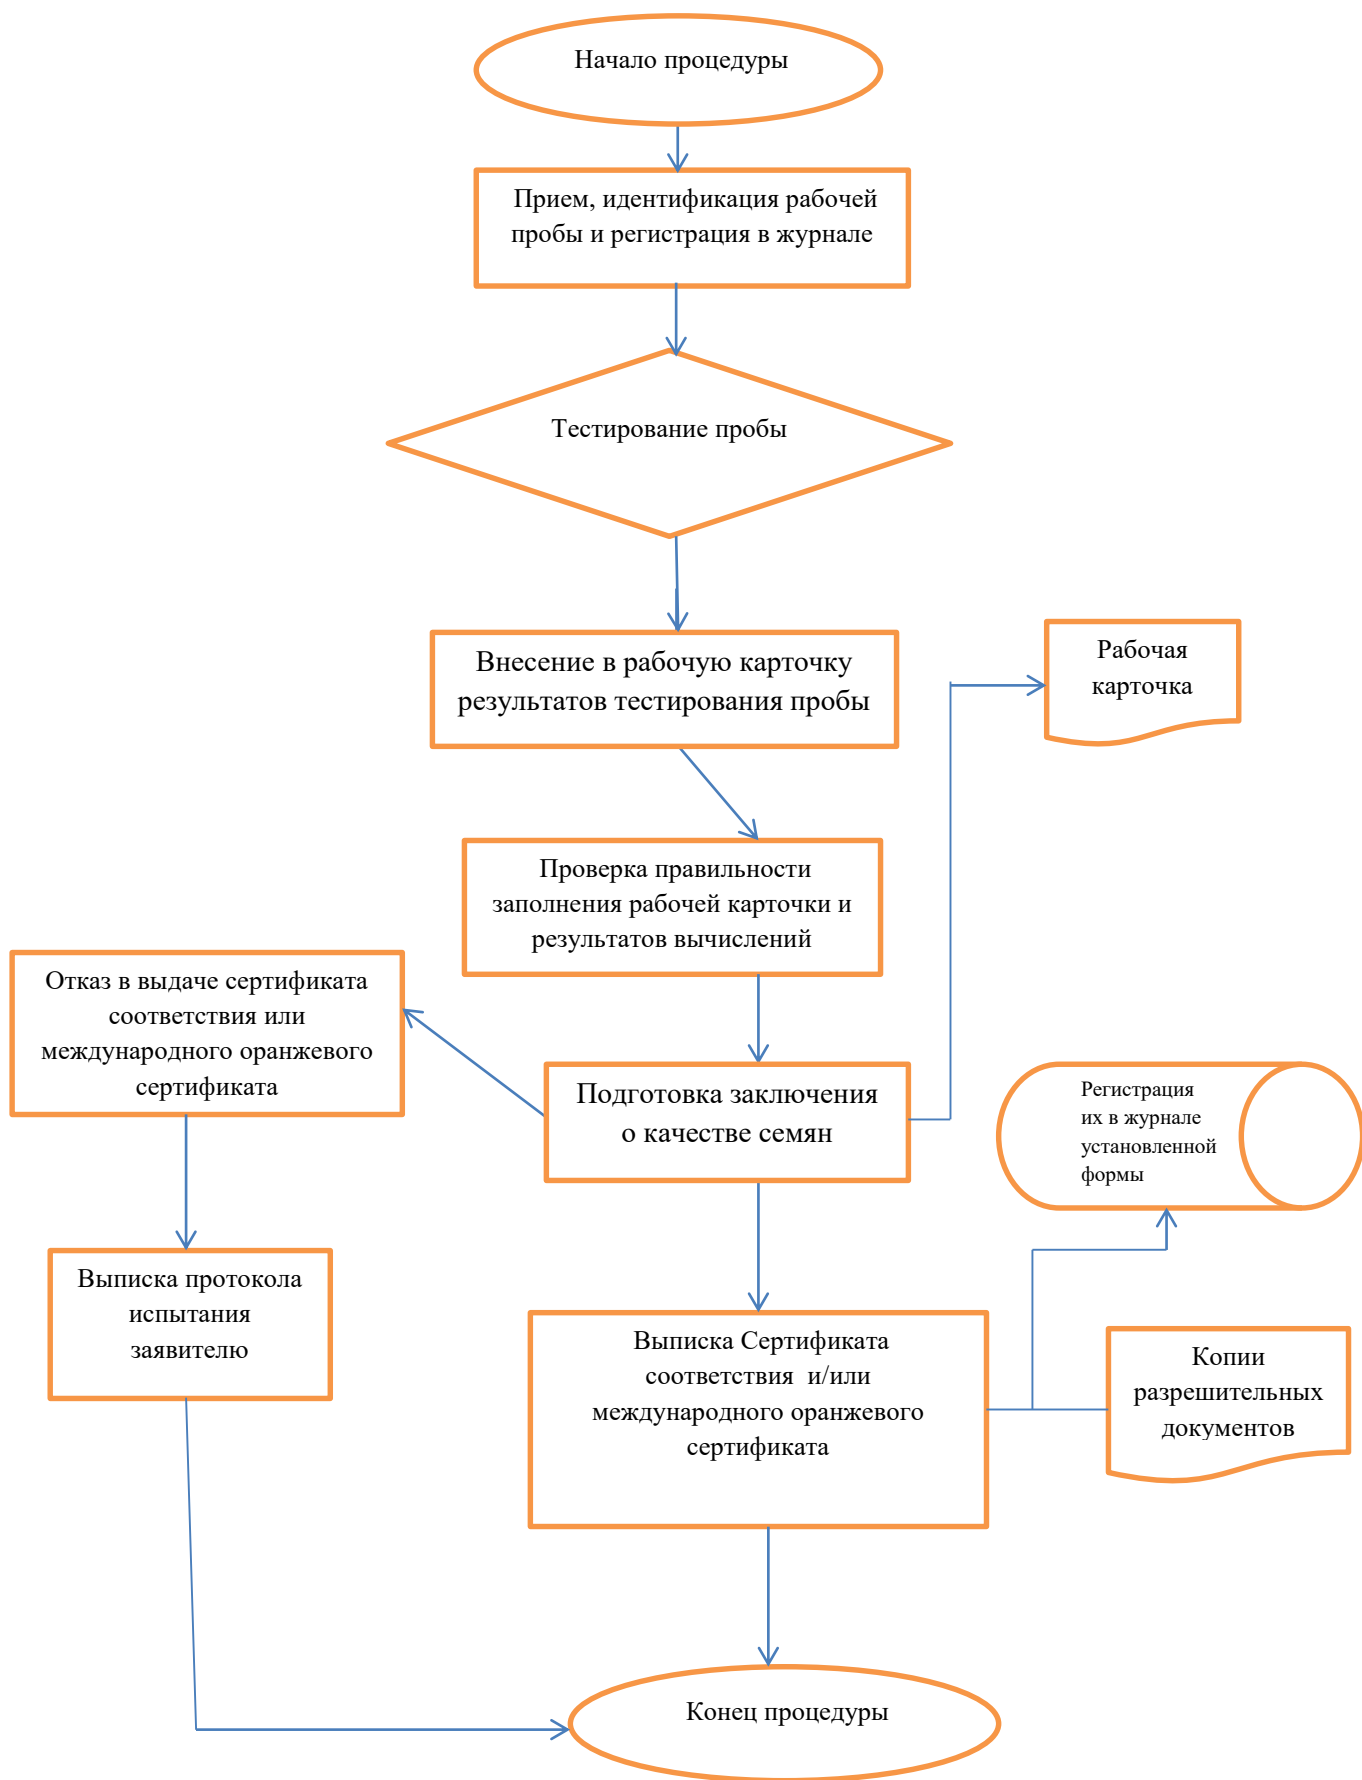 Начало процедуры
Прием, идентификация рабочей
пробы и регистрация в журнале
Тестирование пробы
Внесение в рабочую карточку
результатов тестирования пробы
Рабочая
карточка
Проверка правильности
заполнения рабочей карточки и
результатов вычислений
Отказ в выдаче сертификата
соответствия или
международного оранжевого
сертификата
Подготовка заключения
о качестве семян
Регистрация
их в журнале
установленной
формы
Выписка протокола
испытания
заявителю
Выписка Сертификата
соответствия и/или
международного оранжевого
сертификата
Копии
разрешительных
документов
Конец процедуры